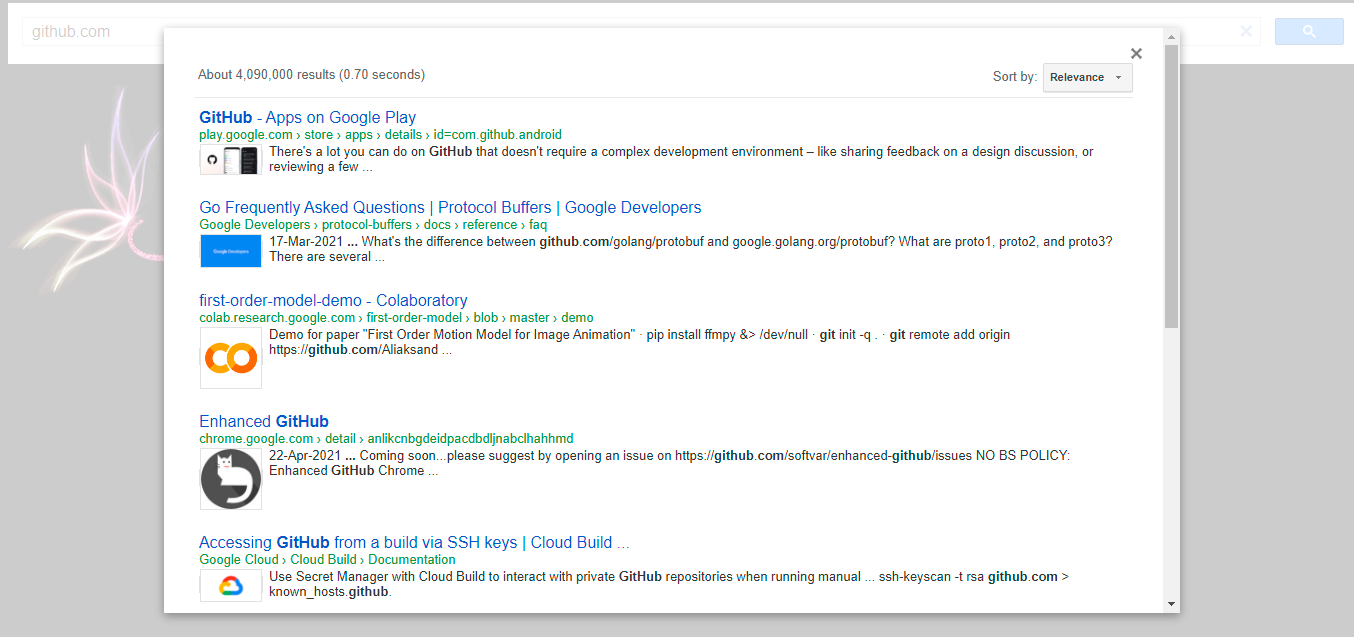 github.com
About 4,090,000 results (0.70 seconds)
Sort by: Relevance
GitHub - Apps on Google Play
play.google.com › store › apps › details › id=com.github.android
There's a lot you can do on GitHub that doesn't require a complex development environment – like sharing feedback on a design discussion, or
reviewing a few ...
Go Frequently Asked Questions | Protocol Buffers | Google Developers
Google Developers › protocol-buffers › docs › reference › faq
Google Developers
17-Mar-2021 ... What's the difference between github.com/golang/protobuf and google.golang.org/protobuf? What are proto1, proto2, and proto3?
There are several ...
first-order-model-demo - Colaboratory
colab.research.google.com › first-order-model › blob › master › demo
Demo for paper "First Order Motion Model for Image Animation" · pip install ffmpy &> /dev/null · git init -q . · git remote add origin
https://github.com/Aliaksand ...
Enhanced GitHub
chrome.google.com › detail › anlikcnbgdeidpacdbdljnabclhahhmd
22-Apr-2021 ... Coming soon...please suggest by opening an issue on https://github.com/softvar/enhanced-github/issues NO BS POLICY:
Enhanced GitHub Chrome ...
Accessing GitHub from a build via SSH keys | Cloud Build ...
Google Cloud › Cloud Build › Documentation
Use Secret Manager with Cloud Build to interact with private GitHub repositories when running manual ... ssh-keyscan -t rsa github.com >
known_hosts.github.